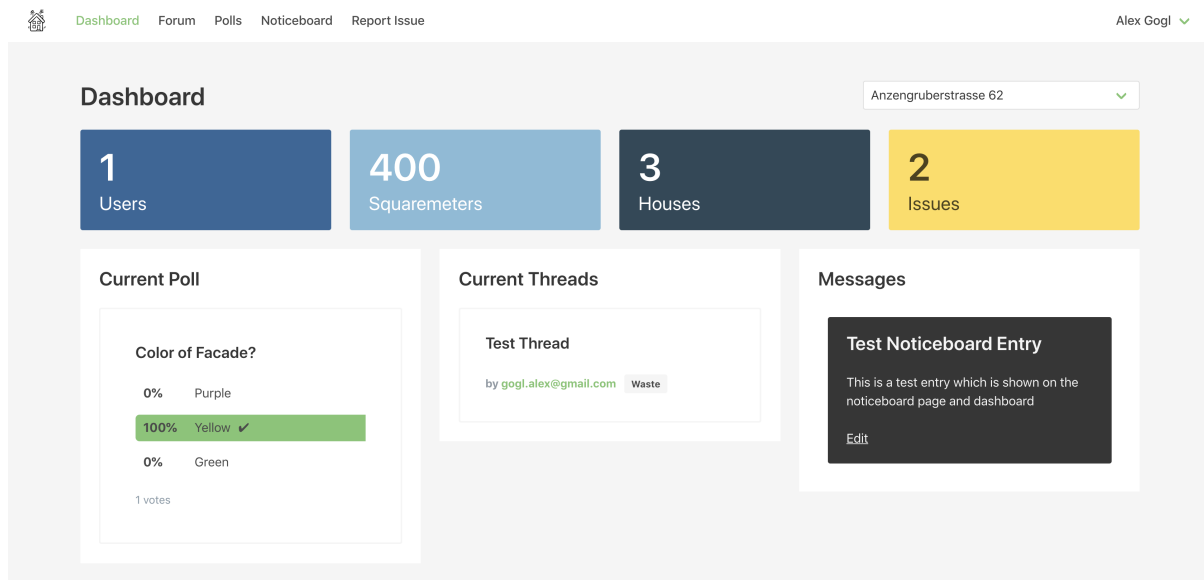 Dashboard Forum Polls Noticeboard Report Issue Alex Gogl
Dashboard
Anzengruberstrasse 62
1
Users
400
Squaremeters
3
Houses
2
Issues
Current Poll
Color of Facade?
0% Purple
100% Yellow ✔
0% Green
1 votes
Current Threads
Test Thread
by gogl.alex@gmail.com Waste
Messages
Test Noticeboard Entry
This is a test entry which is shown on the
noticeboard page and dashboard
Edit